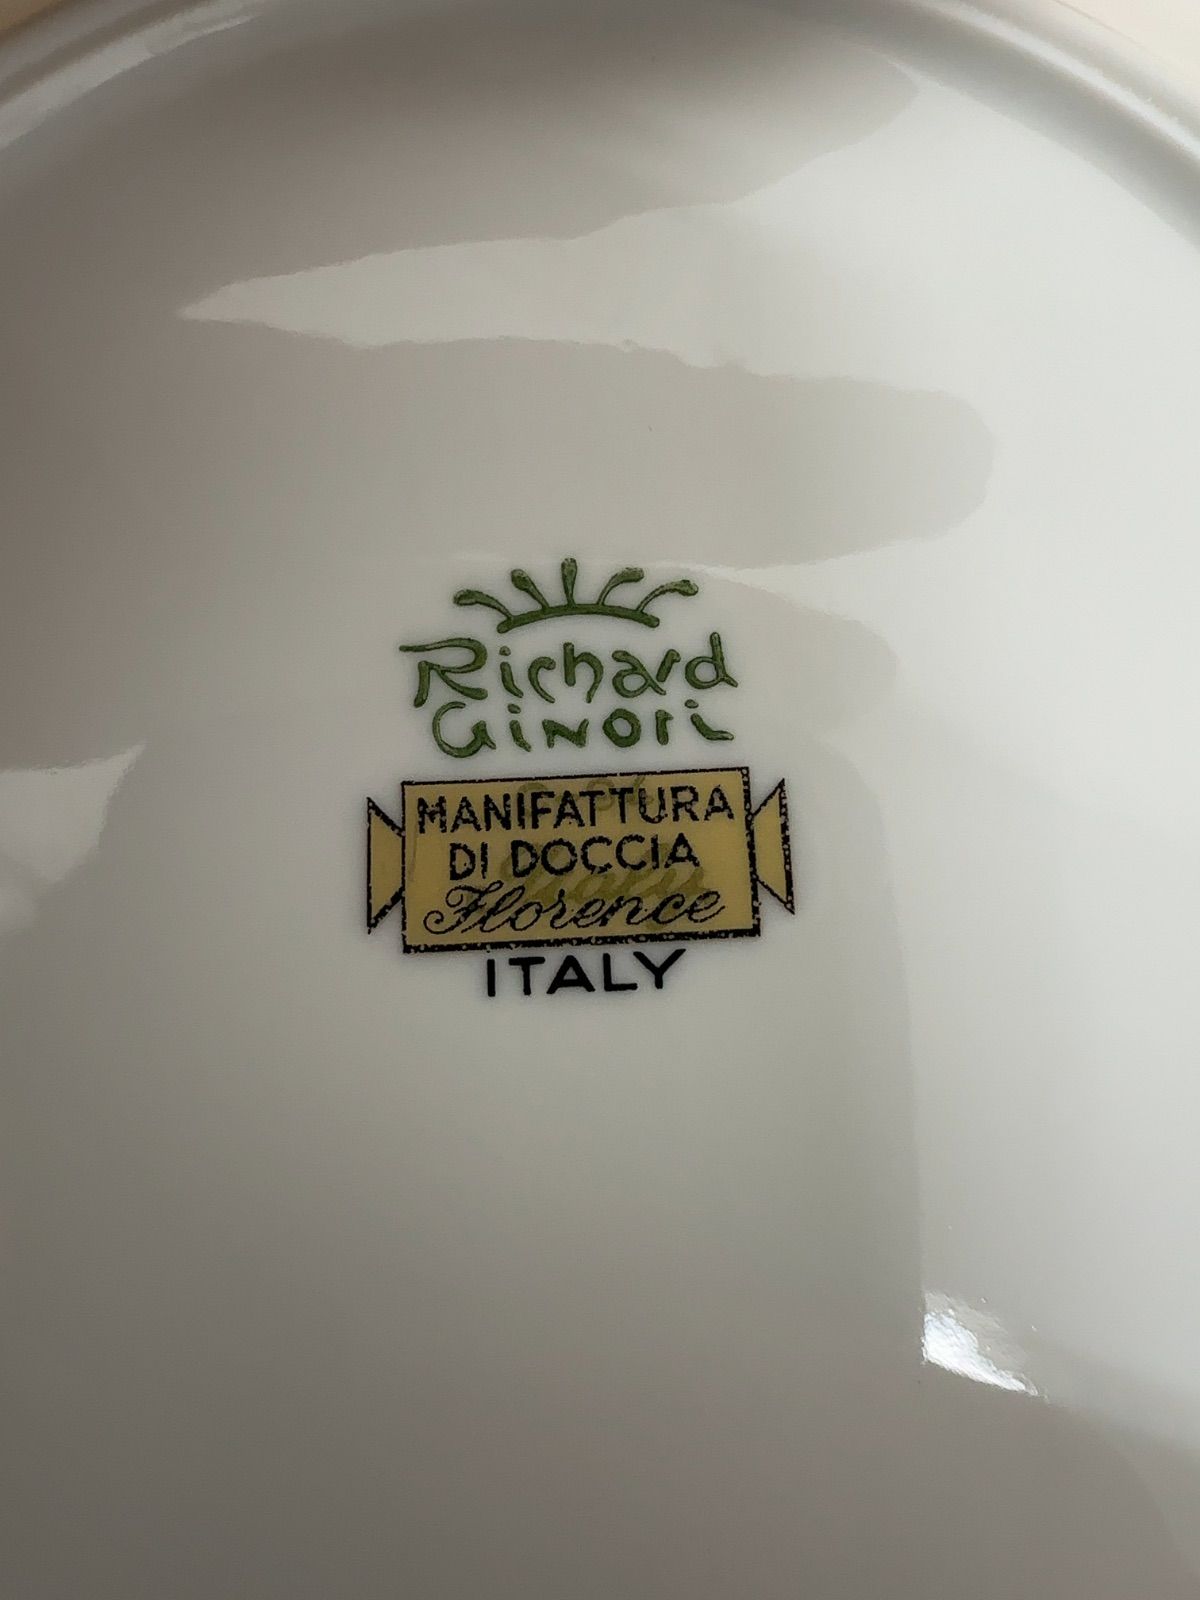 Richard
GINORI
MANIFATTURA
DI DOCCIA
Florence
ITALY